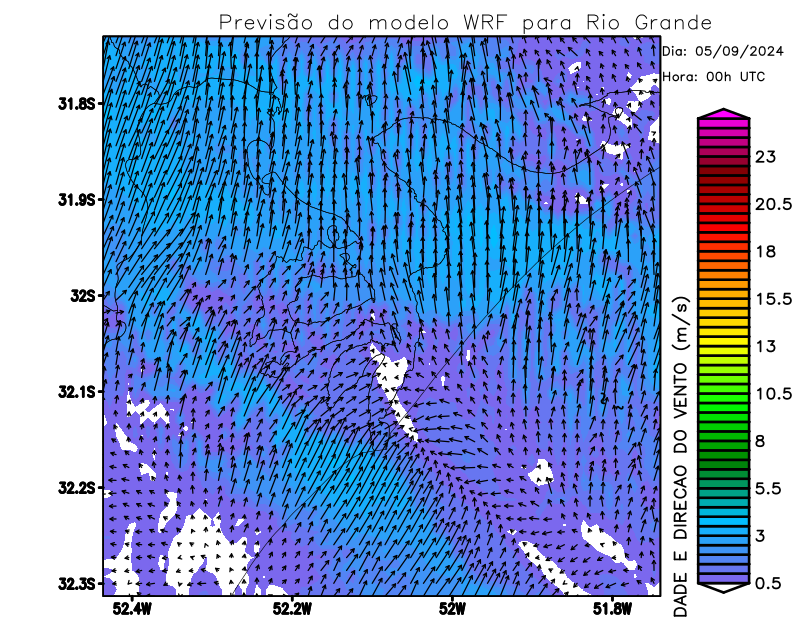 Previsão do modelo WRF para Rio Grande
Dia: 05/09/2024
Hora: 00h UTC
31.8S
31.9S
32S
32.1S
32.2S
32.3S
52.4W
52.2W
52W
51.8W
23
20.5
18
15.5
13
10.5
8
5.5
3
0.5
DADE E DIRECAO DO VENTO (m/s)